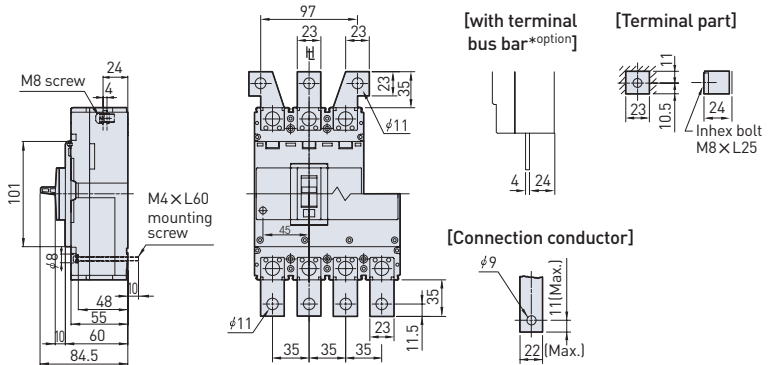 24
4
M8 screw
101
φ8
M4×L60
mounting
screw
10
48
55
10
60
84.5
97
23
23
℄
23
35
φ11
45
φ11
35
35
35
23
11.5
35
[with terminal
bus bar*option]
4
24
[Terminal part]
11
23
10.5
24
Inhex bolt
M8×L25
[Connection conductor]
φ9
11(Max.)
22
(Max.)